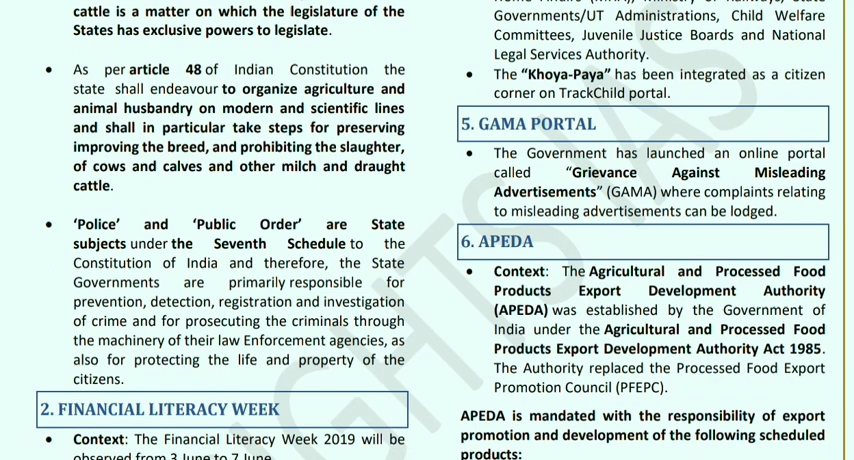 cattle is a matter on which the legislature of the
States has exclusive powers to legislate.
• As per article 48 of Indian Constitution the
state shall endeavour to organize agriculture and
animal husbandry on modern and scientific lines
and shall in particular take steps for preserving
improving the breed, and prohibiting the slaughter,
of cows and calves and other milch and draught
cattle.
• ‘Police’ and ‘Public Order’ are State
subjects under the Seventh Schedule to the
Constitution of India and therefore, the State
Governments are primarily responsible for
prevention, detection, registration and investigation
of crime and for prosecuting the criminals through
the machinery of their law Enforcement agencies, as
also for protecting the life and property of the
citizens.
2. FINANCIAL LITERACY WEEK
• Context: The Financial Literacy Week 2019 will be
observed from 3 June to 7 June
Governments/UT Administrations, Child Welfare
Committees, Juvenile Justice Boards and National
Legal Services Authority.
• The “Khoya-Paya” has been integrated as a citizen
corner on TrackChild portal.
5. GAMA PORTAL
• The Government has launched an online portal
called “Grievance Against Misleading
Advertisements” (GAMA) where complaints relating
to misleading advertisements can be lodged.
6. APEDA
• Context: The Agricultural and Processed Food
Products Export Development Authority
(APEDA) was established by the Government of
India under the Agricultural and Processed Food
Products Export Development Authority Act 1985.
The Authority replaced the Processed Food Export
Promotion Council (PFEPC).
APEDA is mandated with the responsibility of export
promotion and development of the following scheduled
products: